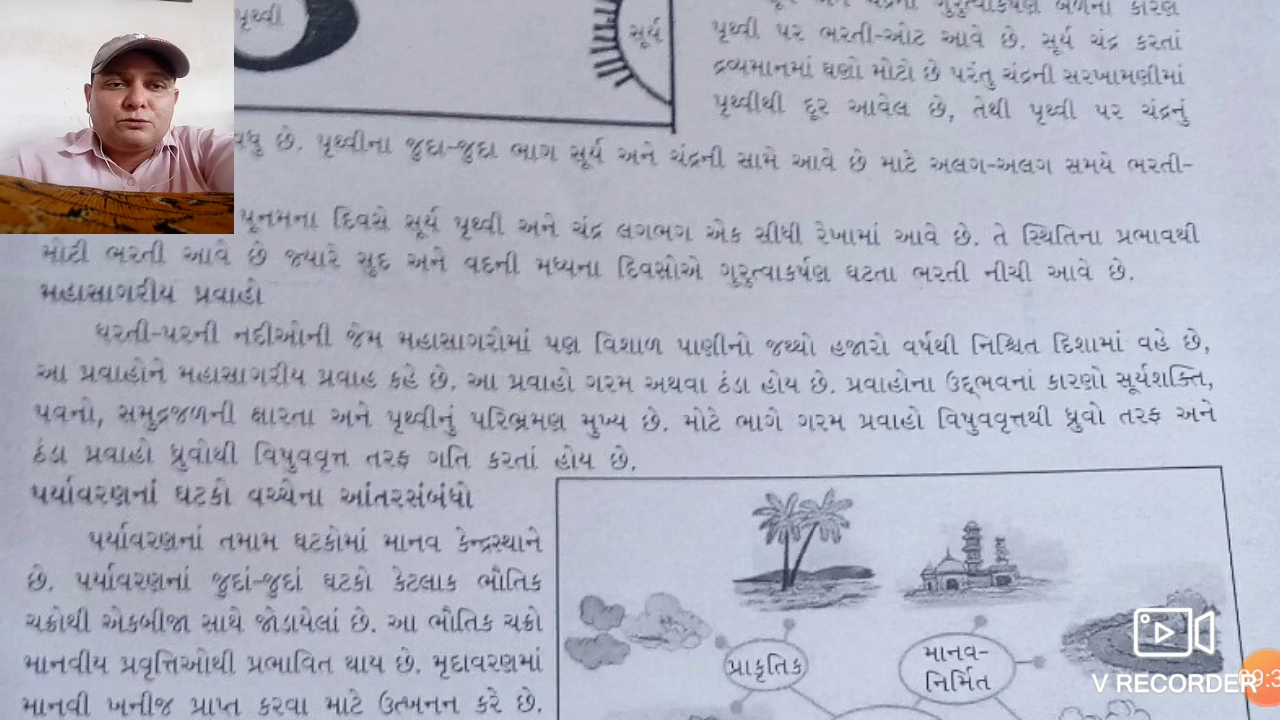 પૃથ્વી
સૂર્ય
ગુરુત્વાકર્ષણ બળના કારણ
પૃથ્વી પર ભરતી-ઓટ આવે છે. સૂર્ય ચંદ્ર કરતાં
દ્રવ્યમાનમાં ઘણો મોટો છે પરંતુ ચંદ્રની સરખામણીમાં
પૃથ્વીથી દૂર આવેલ છે, તેથી પૃથ્વી પર ચંદ્રનું
વધુ છે. પૃથ્વીના જુદા-જુદા ભાગ સૂર્ય અને ચંદ્રની સામે આવે છે માટે અલગ-અલગ સમયે ભરતી-
પૂનમના દિવસે સૂર્ય પૃથ્વી અને ચંદ્ર લગભગ એક સીધી રેખામાં આવે છે. તે સ્થિતિના પ્રભાવથી
મોટી ભરતી આવે છે જ્યારે સુદ અને વદની મધ્યના દિવસોએ ગુરુત્વાકર્ષણ ઘટતા ભરતી નીચી આવે છે.
મહાસાગરીય પ્રવાહો
ધરતી-પરની નદીઓની જેમ મહાસાગરોમાં પણ વિશાળ પાણીનો જથ્થો હજારો વર્ષથી નિશ્ચિત દિશામાં વહે છે,
આ પ્રવાહોને મહાસાગરીય પ્રવાહ કહે છે. આ પ્રવાહો ગરમ અથવા ઠંડા હોય છે. પ્રવાહોના ઉદ્ભવનાં કારણો સૂર્યશક્તિ,
પવનો, સમુદ્રજળની ક્ષારતા અને પૃથ્વીનું પરિભ્રમણ મુખ્ય છે. મોટે ભાગે ગરમ પ્રવાહો વિષુવવૃત્તથી ધ્રુવો તરફ અને
ઠંડા પ્રવાહો ધ્રુવોથી વિષુવવૃત્ત તરફ ગતિ કરતાં હોય છે.
પર્યાવરણનાં ઘટકો વચ્ચેના આંતરસંબંધો
પર્યાવરણનાં તમામ ઘટકોમાં માનવ કેન્દ્રસ્થાને
છે. પર્યાવરણનાં જુદાં-જુદાં ઘટકો કેટલાક ભૌતિક
ચક્રોથી એકબીજા સાથે જોડાયેલાં છે. આ ભૌતિક ચક્રો
માનવીય પ્રવૃત્તિઓથી પ્રભાવિત થાય છે. મૃદાવરણમાં
માનવી ખનીજ પ્રાપ્ત કરવા માટે ઉત્ખનન કરે છે.
પ્રાકૃતિક
માનવ-
નિર્મિત
V RECORDER